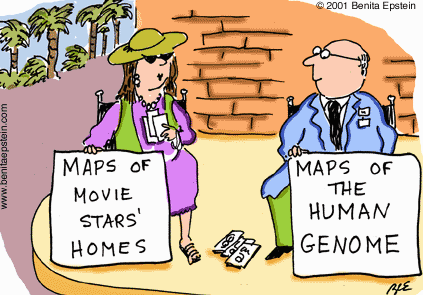 © 2001 Benita Epstein
www.benitaepstein.com
MAPS OF
MOVIE
STARS'
HOMES
MAPS OF
THE
HUMAN
GENOME